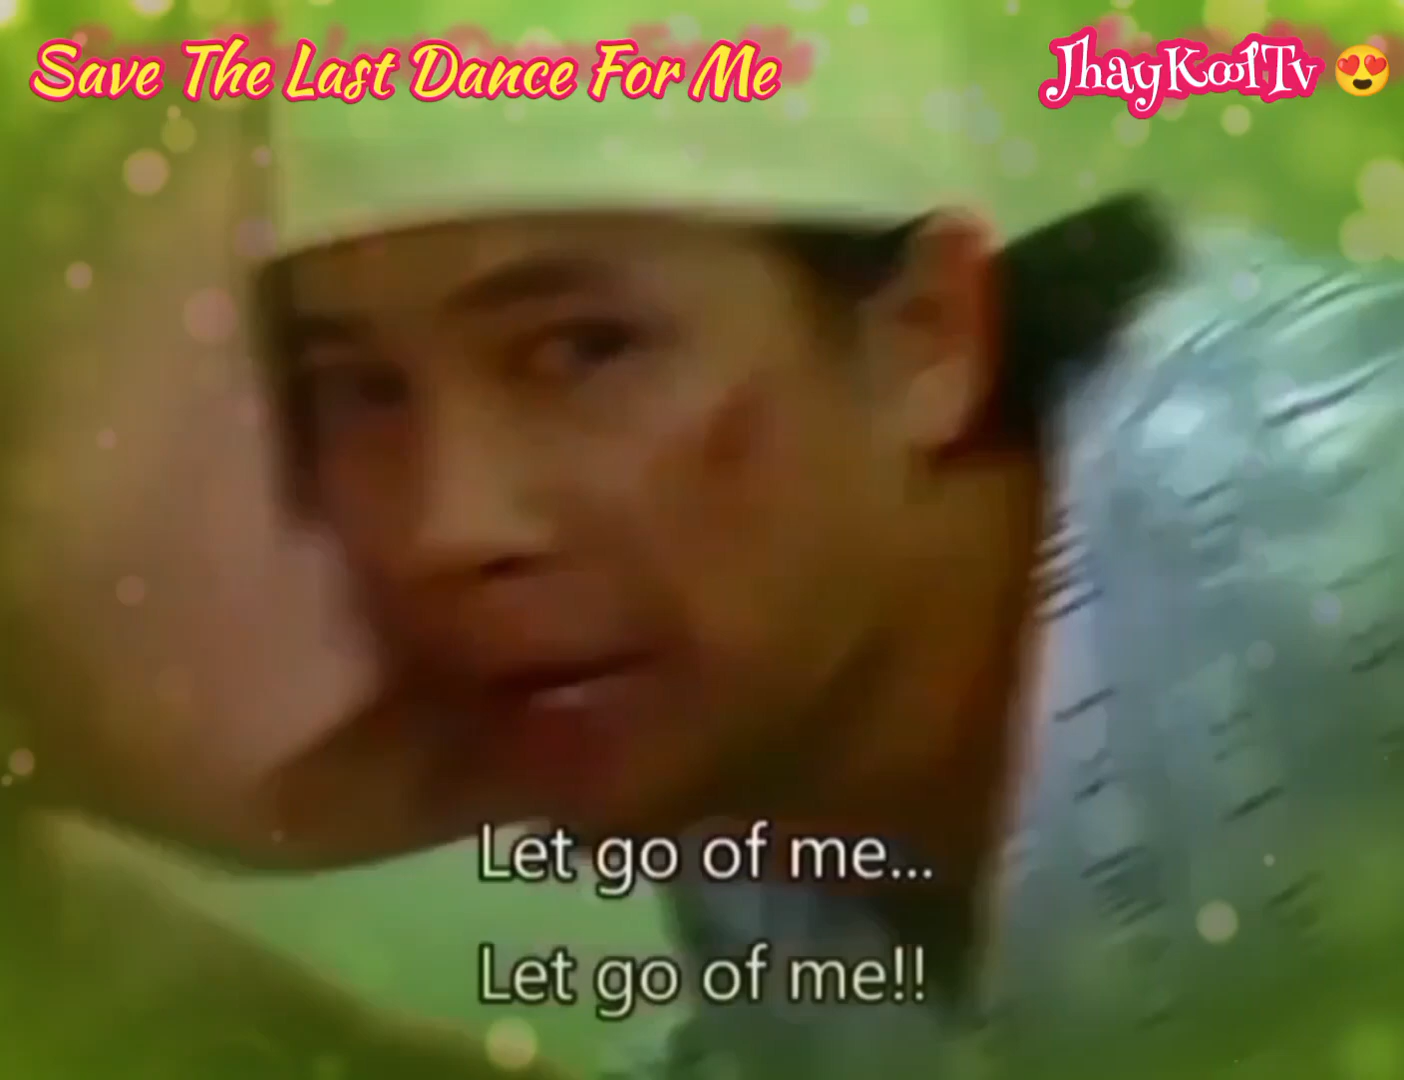 Save The Last Dance For Me
JhayKoolTv 😍
Let go of me...
Let go of me!!